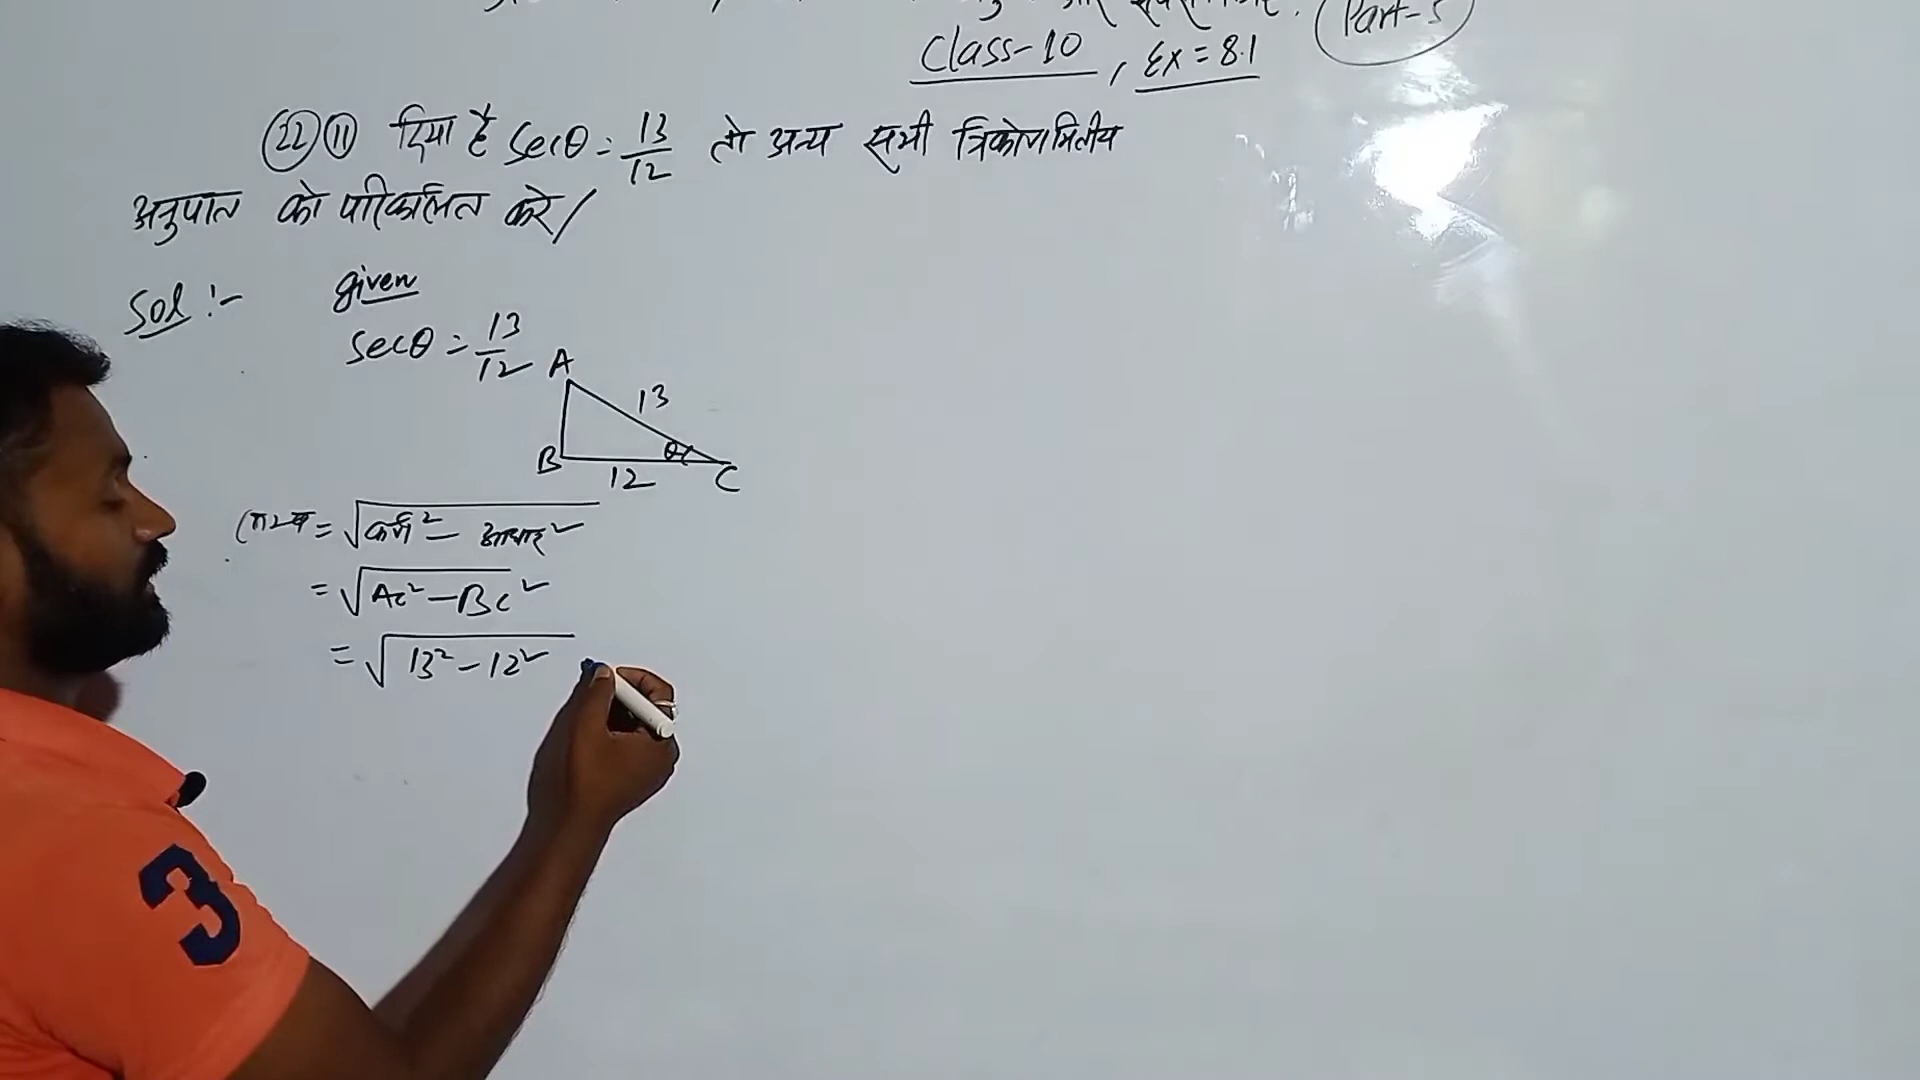 Part-5
Class-10, Ex=8.1
(22) (11) दिया है Secθ = 13/12 तो अन्य सभी त्रिकोणमितीय
अनुपात को परिकलित करे/
Sol :- given
Secθ = 13/12
A
13
B θ
12 C
= √कर्ण² - आधार²
= √AC² - BC²
= √13² - 12²
3